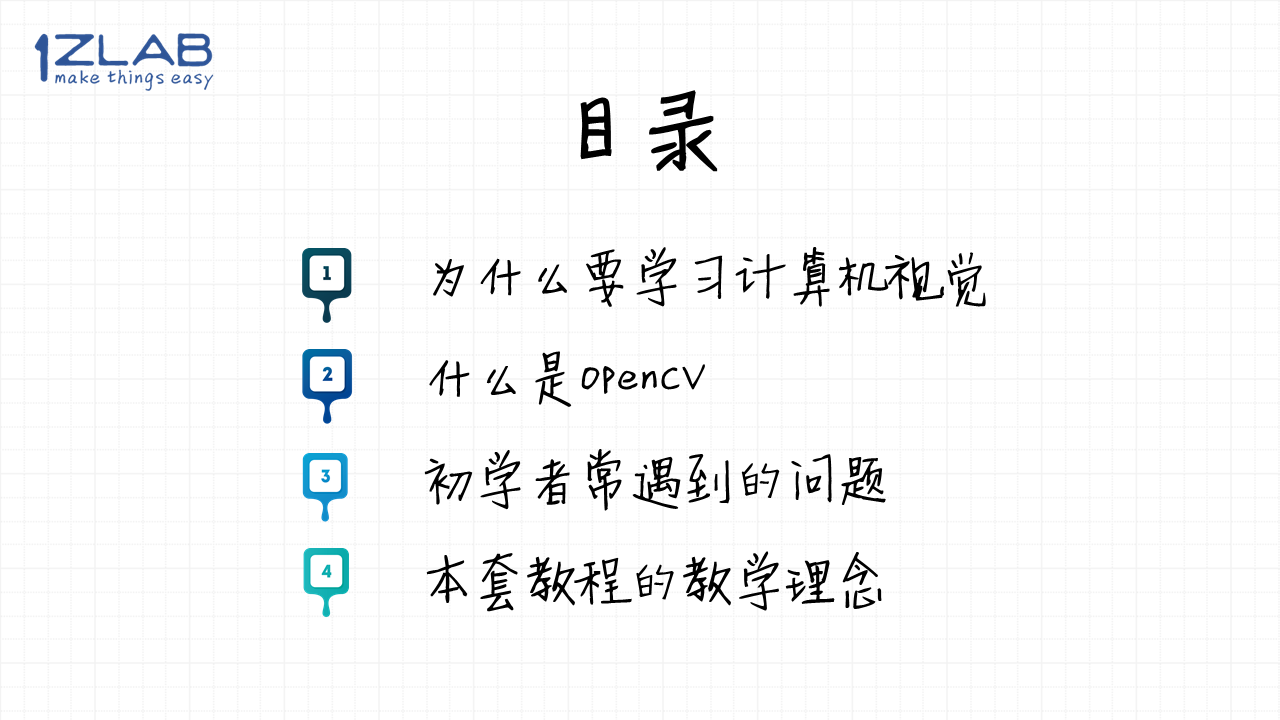 1ZLAB
make things easy
目录
1 为什么要学习计算机视觉
2 什么是opencv
3 初学者常遇到的问题
4 本套教程的教学理念